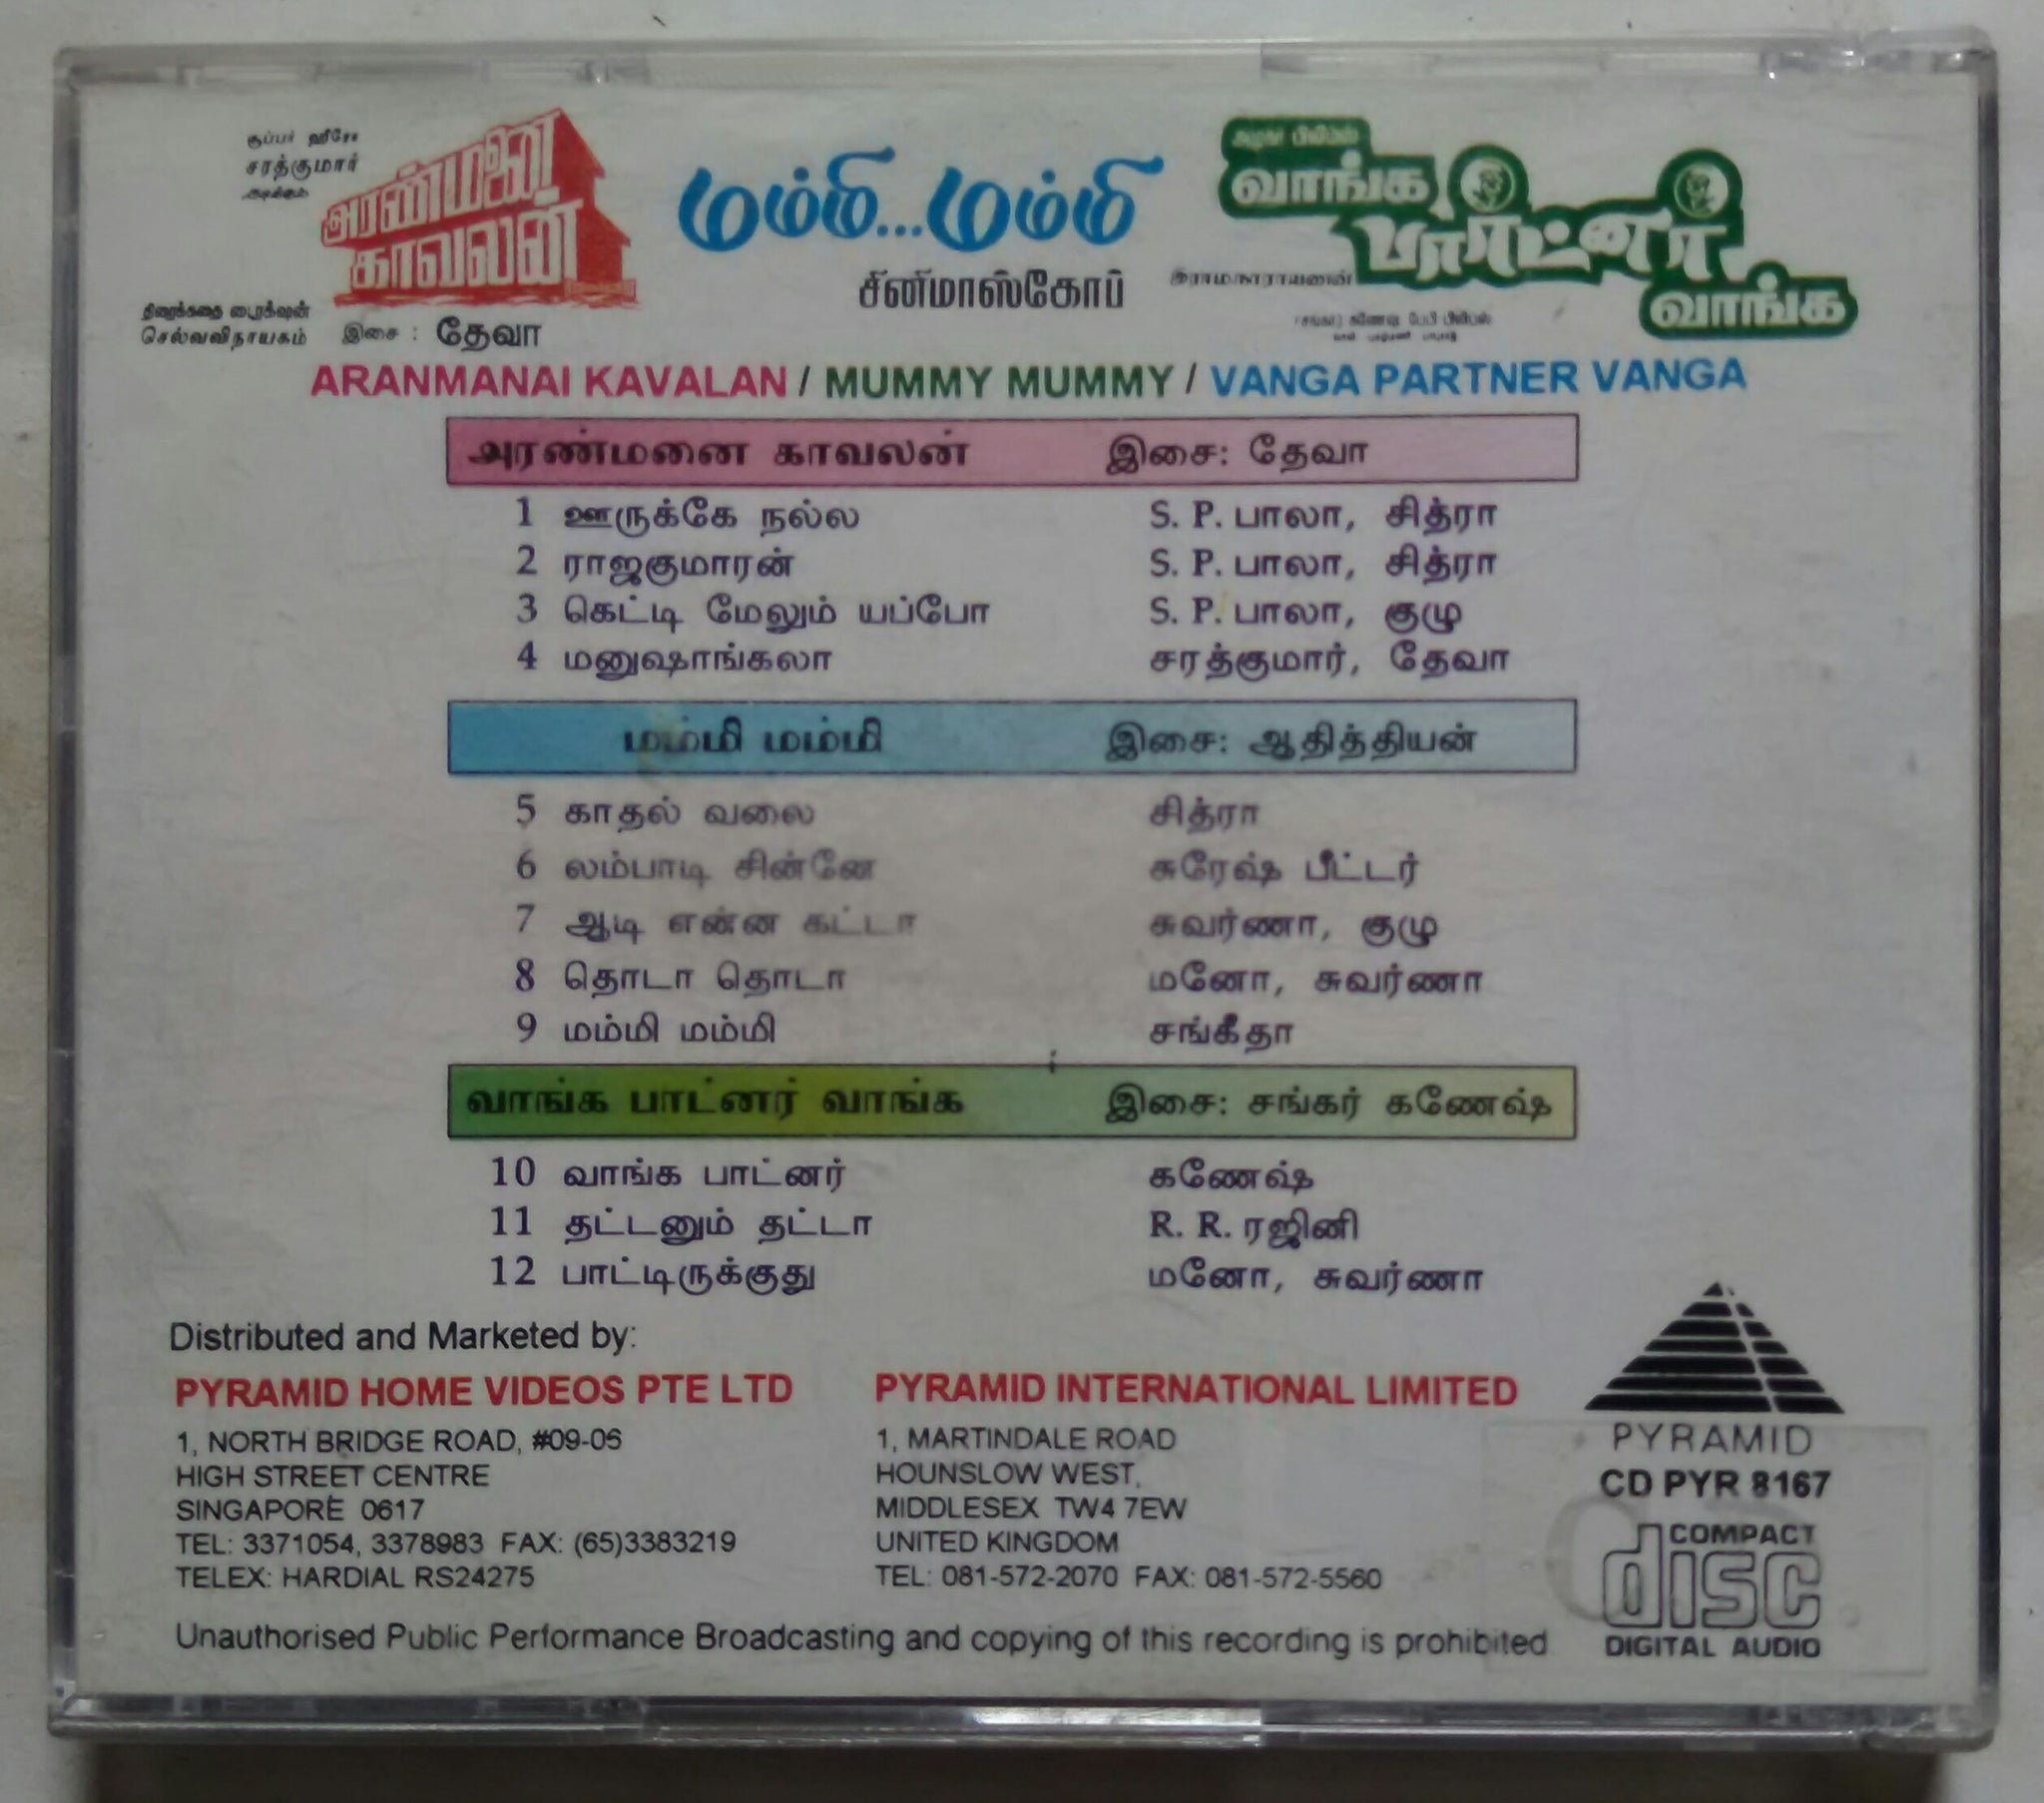 சூப்பர் ஹீரோ
சரத்குமார்
நடிக்கும்
அரண்மனை
காவலன்
திரைக்கதை டைரக்‌ஷன்
செல்வவிநாயகம்
இசை : தேவா
மம்மி...மம்மி
சினிமாஸ்கோப்
வாங்க
பார்ட்னர்
வாங்க
இராமநாராயணன்
ARANMANAI KAVALAN / MUMMY MUMMY / VANGA PARTNER VANGA
அரண்மனை காவலன் இசை: தேவா
1 ஊருக்கே நல்ல S. P. பாலா, சித்ரா
2 ராஜகுமாரன் S. P. பாலா, சித்ரா
3 கெட்டி மேலும் யப்போ S. P. பாலா, குழு
4 மனுஷாங்கலா சரத்குமார், தேவா
மம்மி மம்மி இசை: ஆதித்தியன்
5 காதல் வலை சித்ரா
6 லம்பாடி சின்னே சுரேஷ் பீட்டர்
7 ஆடி என்ன கட்டா சுவர்ணா, குழு
8 தொடா தொடா மனோ, சுவர்ணா
9 மம்மி மம்மி சங்கீதா
வாங்க பாட்னர் வாங்க இசை: சங்கர் கணேஷ்
10 வாங்க பாட்னர் கணேஷ்
11 தட்டனும் தட்டா R. R. ரஜினி
12 பாட்டிருக்குது மனோ, சுவர்ணா
Distributed and Marketed by:
PYRAMID HOME VIDEOS PTE LTD
1, NORTH BRIDGE ROAD, #09-06
HIGH STREET CENTRE
SINGAPORE 0617
TEL: 3371054, 3378983 FAX: (65)3383219
TELEX: HARDIAL RS24275
PYRAMID INTERNATIONAL LIMITED
1, MARTINDALE ROAD
HOUNSLOW WEST,
MIDDLESEX TW4 7EW
UNITED KINGDOM
TEL: 081-572-2070 FAX: 081-572-5560
PYRAMID
CD PYR 8167
COMPACT
disc
DIGITAL AUDIO
Unauthorised Public Performance Broadcasting and copying of this recording is prohibited